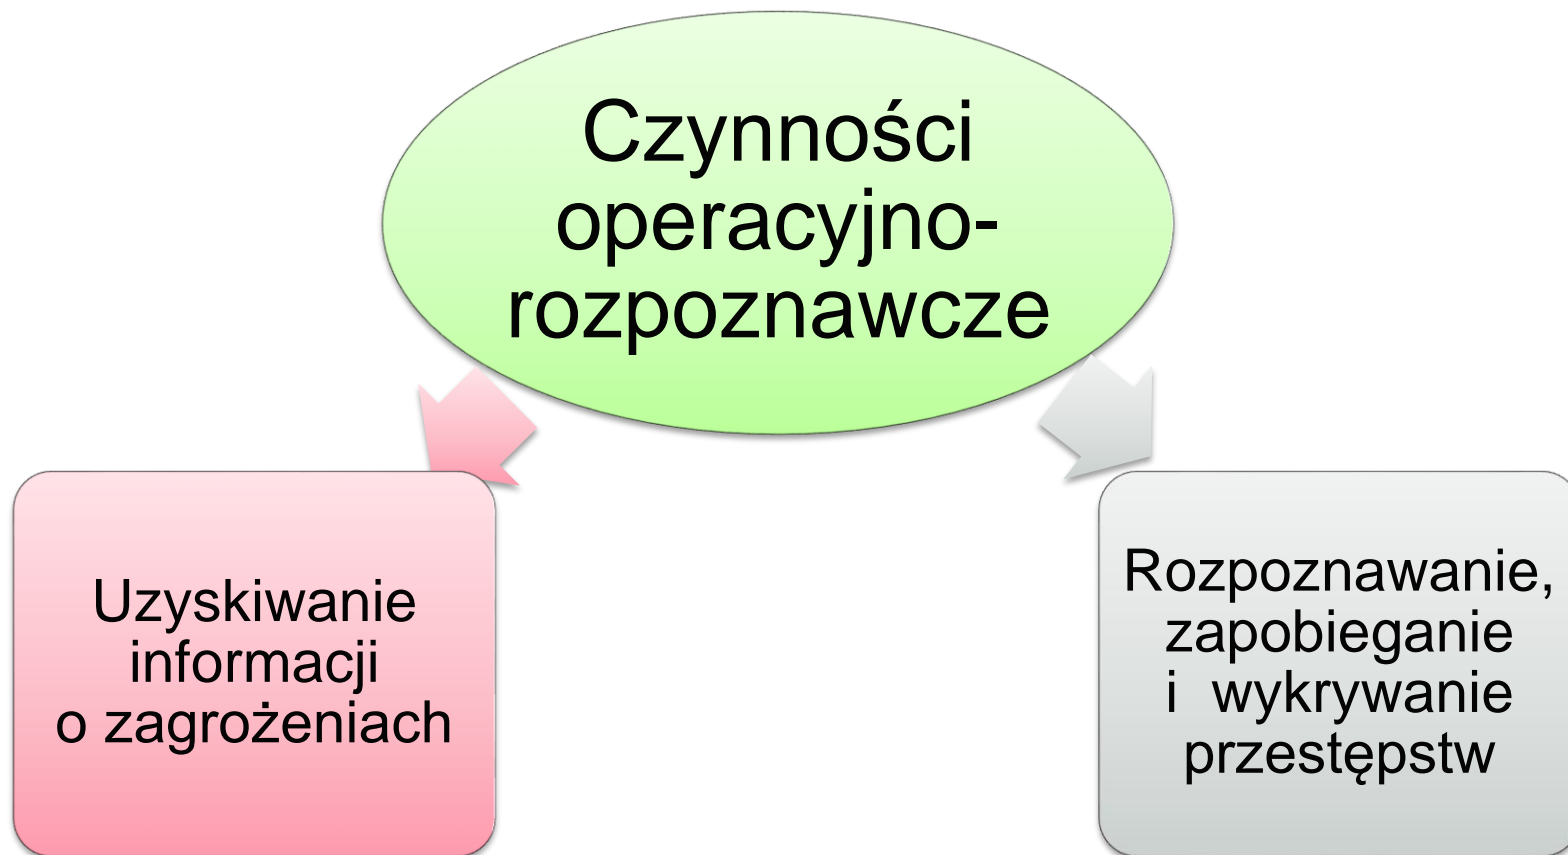 Czynności
operacyjno-
rozpoznawcze
Uzyskiwanie
informacji
o zagrożeniach
Rozpoznawanie,
zapobieganie
i wykrywanie
przestępstw